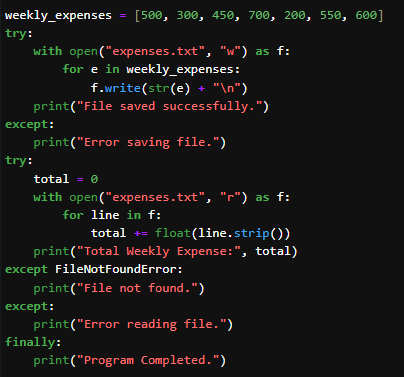 weekly_expenses = [500, 300, 450, 700, 200, 550, 600]
try:
    with open("expenses.txt", "w") as f:
        for e in weekly_expenses:
            f.write(str(e) + "\n")
    print("File saved successfully.")
except:
    print("Error saving file.")
try:
    total = 0
    with open("expenses.txt", "r") as f:
        for line in f:
            total += float(line.strip())
    print("Total Weekly Expense:", total)
except FileNotFoundError:
    print("File not found.")
except:
    print("Error reading file.")
finally:
    print("Program Completed.")